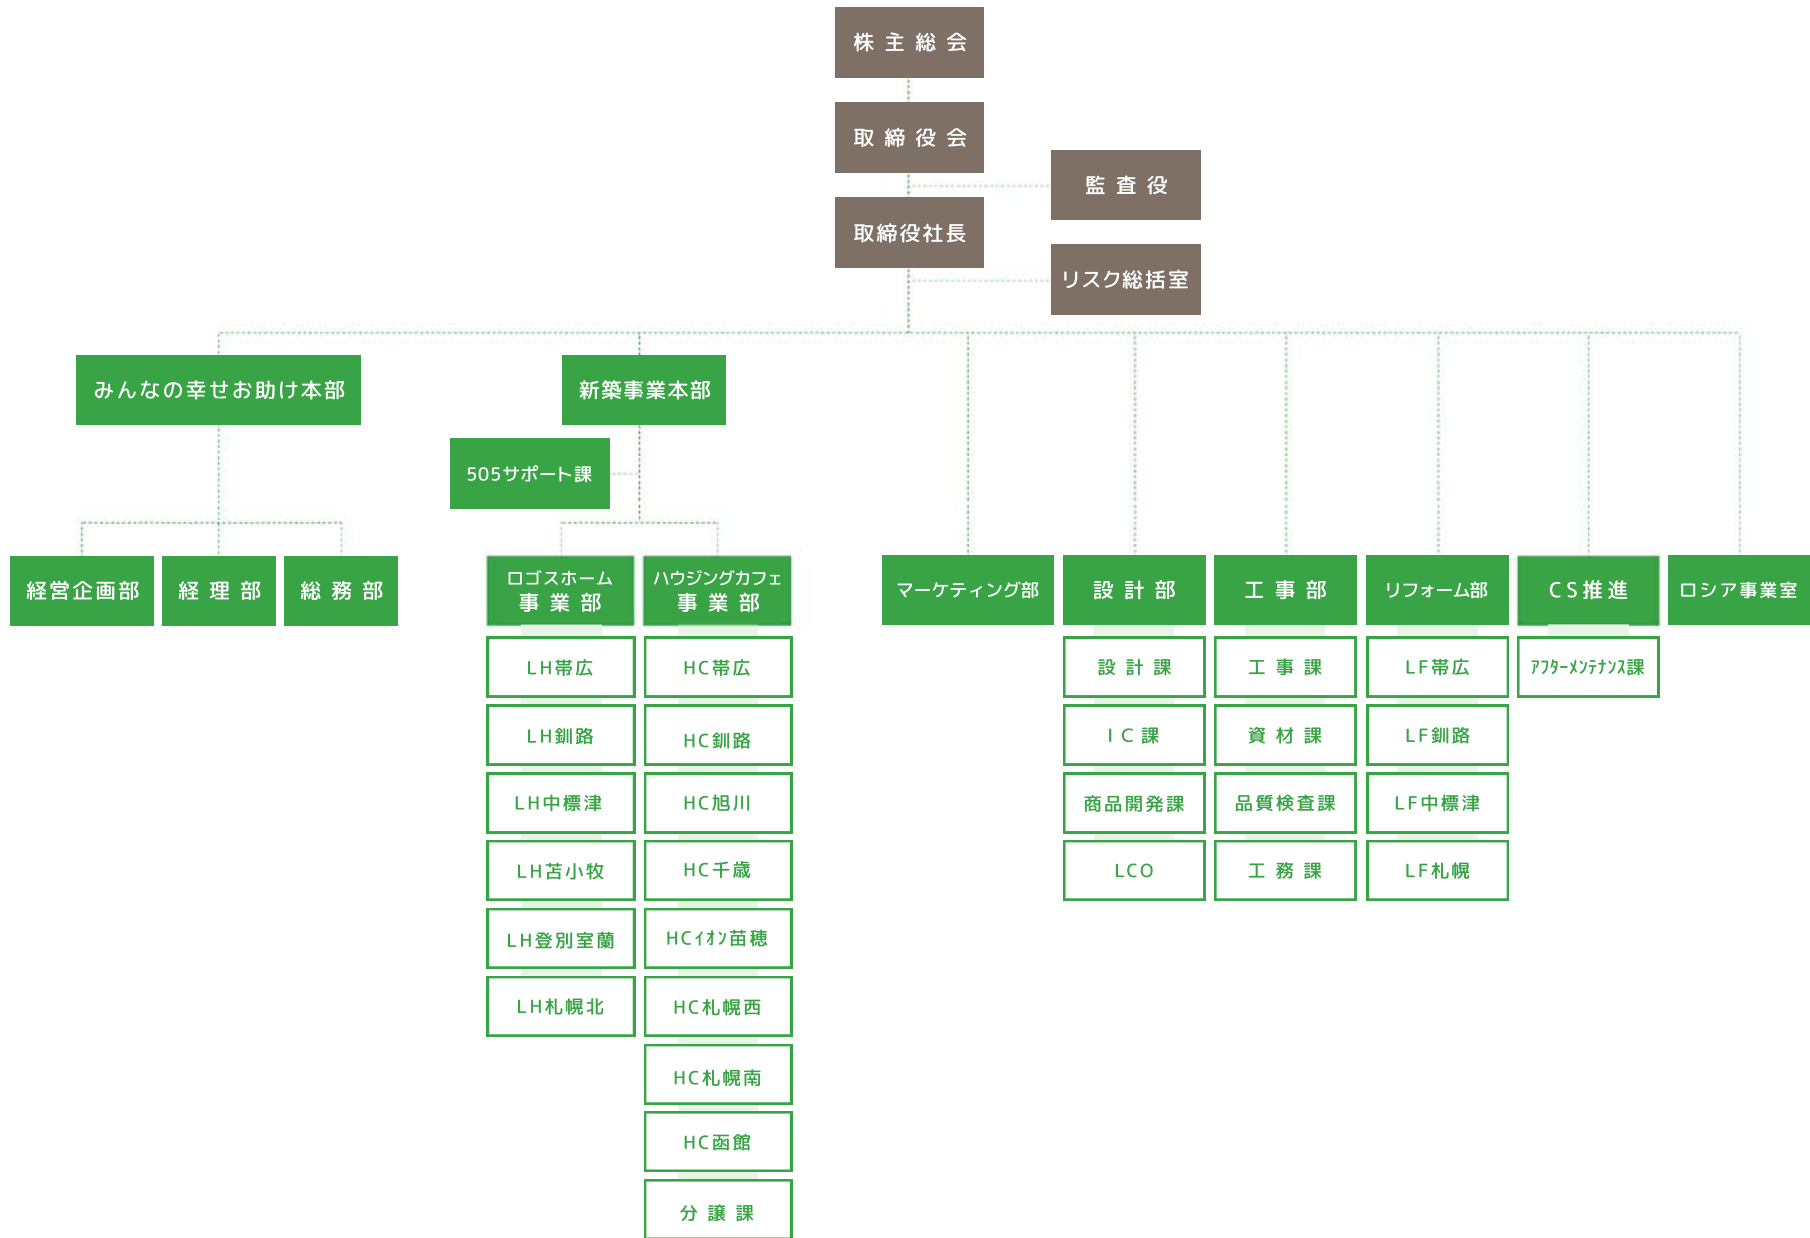 株主総会
取締役会
監査役
取締役社長
リスク総括室
みんなの幸せお助け本部
新築事業本部
505サポート課
経営企画部
経理部
総務部
ロゴスホーム
事業部
ハウジングカフェ
事業部
マーケティング部
設計部
工事部
リフォーム部
CS推進
ロシア事業室
LH帯広
LH釧路
LH中標津
LH苫小牧
LH登別室蘭
LH札幌北
HC帯広
HC釧路
HC旭川
HC千歳
HCイオン苗穂
HC札幌西
HC札幌南
HC函館
分譲課
設計課
IC課
商品開発課
LCO
工事課
資材課
品質検査課
工務課
LF帯広
LF釧路
LF中標津
LF札幌
アフターメンテナンス課